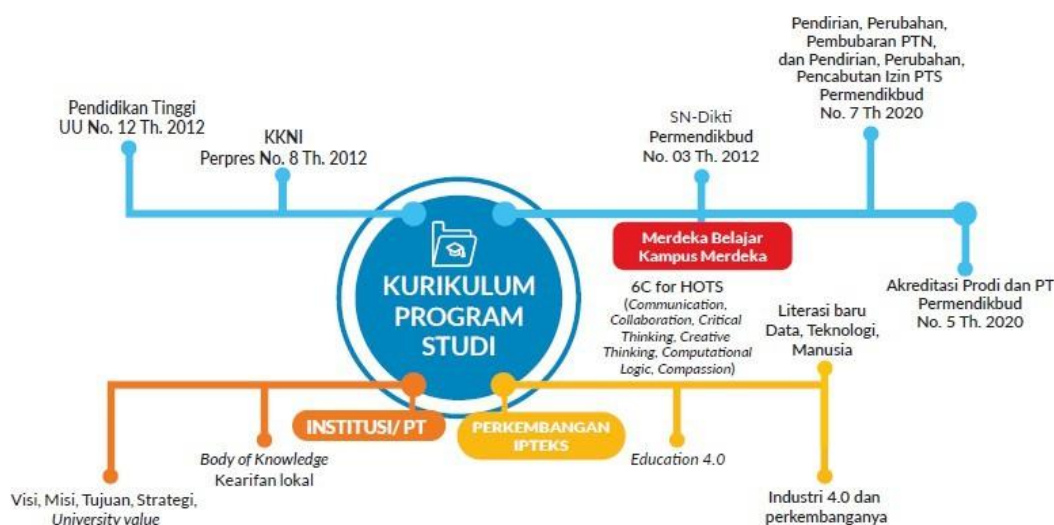 Pendirian, Perubahan,
Pembubaran PTN,
dan Pendirian, Perubahan,
Pencabutan Izin PTS
Permendikbud
No. 7 Th 2020
Pendidikan Tinggi
UU No. 12 Th. 2012
KKNI
Perpres No. 8 Th. 2012
SN-Dikti
Permendikbud
No. 03 Th. 2012
Merdeka Belajar
Kampus Merdeka
KURIKULUM
PROGRAM
STUDI
6C for HOTS
(Communication,
Collaboration, Critical
Thinking, Creative
Thinking, Computational
Logic, Compassion)
Literasi baru
Data, Teknologi,
Manusia
Akreditasi Prodi dan PT
Permendikbud
No. 5 Th. 2020
INSTITUSI/ PT
PERKEMBANGAN
IPTEKS
Body of Knowledge
Kearifan lokal
Education 4.0
Visi, Misi, Tujuan, Strategi,
University value
Industri 4.0 dan
perkembanganya